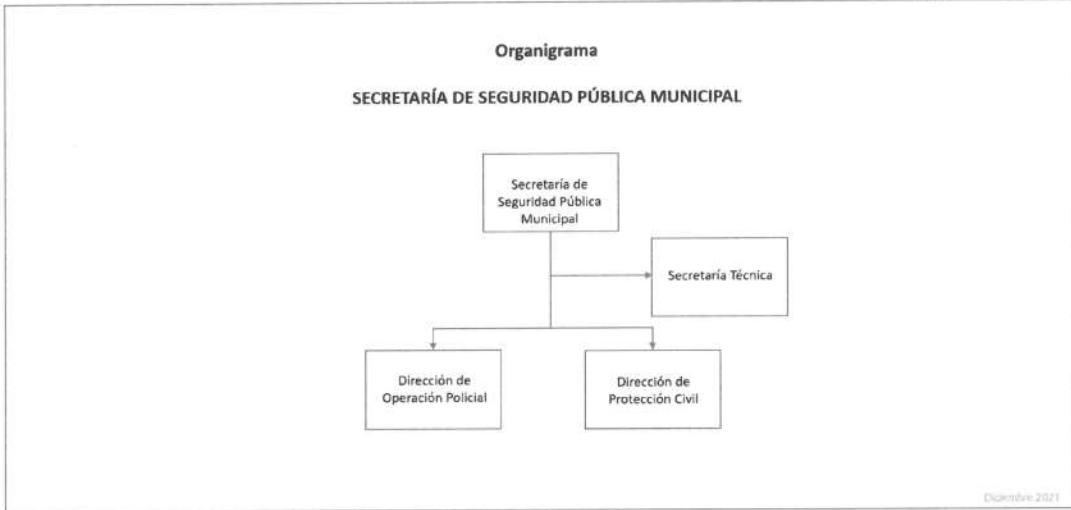 Organigrama
SECRETARÍA DE SEGURIDAD PÚBLICA MUNICIPAL
Secretaría de
Seguridad Pública
Municipal
Secretaría Técnica
Dirección de
Operación Policial
Dirección de
Protección Civil
Diciembre 2021